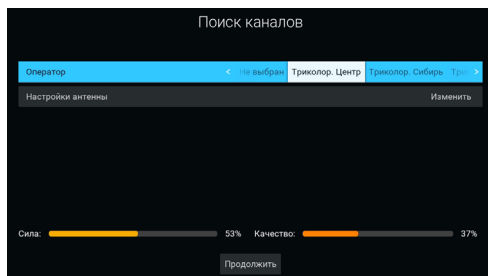 Поиск каналов
Оператор < Не выбран Триколор. Центр Триколор. Сибирь >
Настройки антенны Изменить
Сила: 53% Качество: 37%
Продолжить